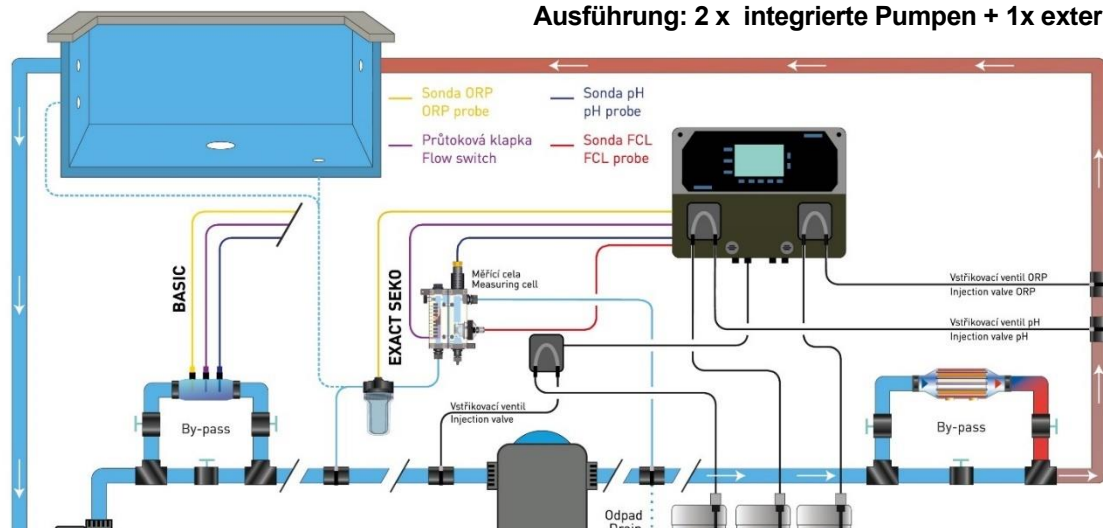 Ausführung: 2 x integrierte Pumpen + 1x exter
Sonda ORP
ORP probe
Sonda pH
pH probe
Průtoková klapka
Flow switch
Sonda FCL
FCL probe
BASIC
EXACT SEKO
Měřící cela
Measuring cell
Vstřikovací ventil ORP
Injection valve ORP
Vstřikovací ventil pH
Injection valve pH
By-pass
Vstřikovací ventil
Injection valve
By-pass
Odpad
Drain